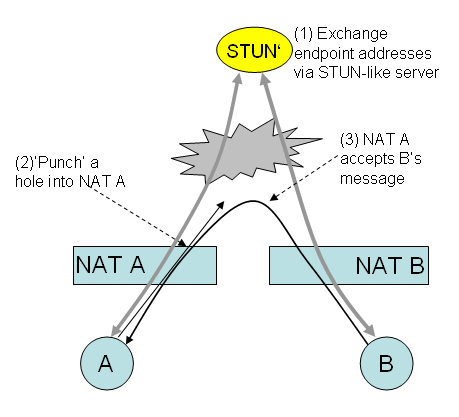 STUN‘
(1) Exchange
endpoint addresses
via STUN-like server
(2)’Punch’ a
hole into NAT A
(3) NAT A
accepts B’s
message
NAT A
NAT B
A
B